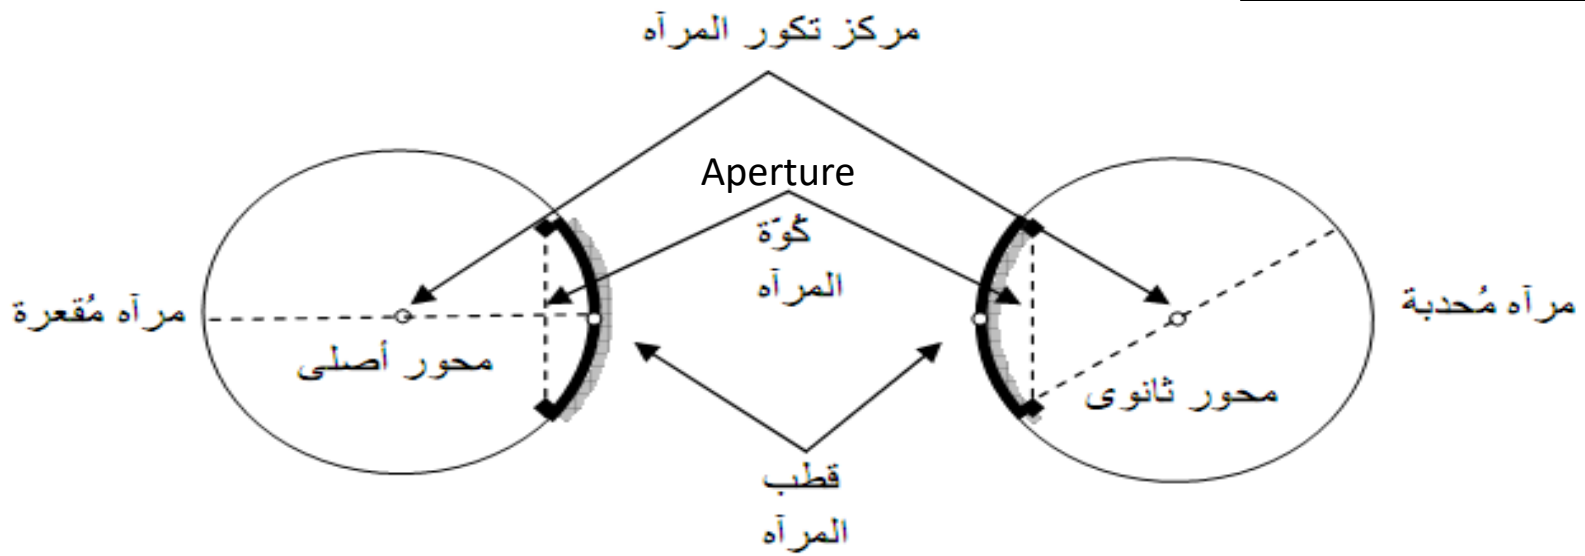 مركز تكور المرآه
Aperture
كُوّة
المرآه
مرآه مُقعرة
مرآه مُحدبة
محور أصلى
محور ثانوى
قطب
المرآه